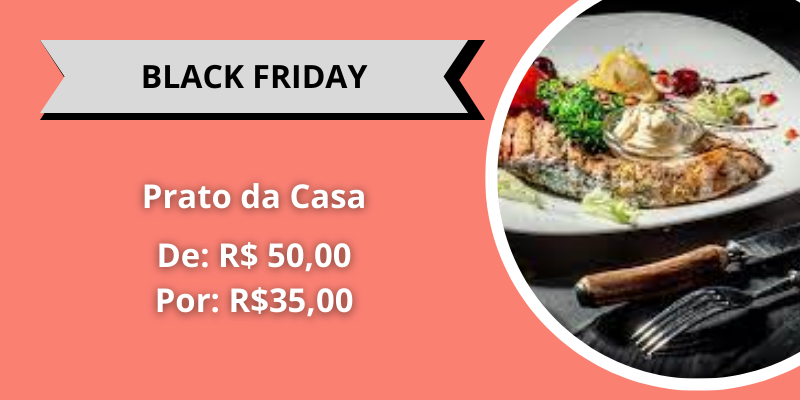 BLACK FRIDAY
Prato da Casa
De: R$ 50,00
Por: R$35,00